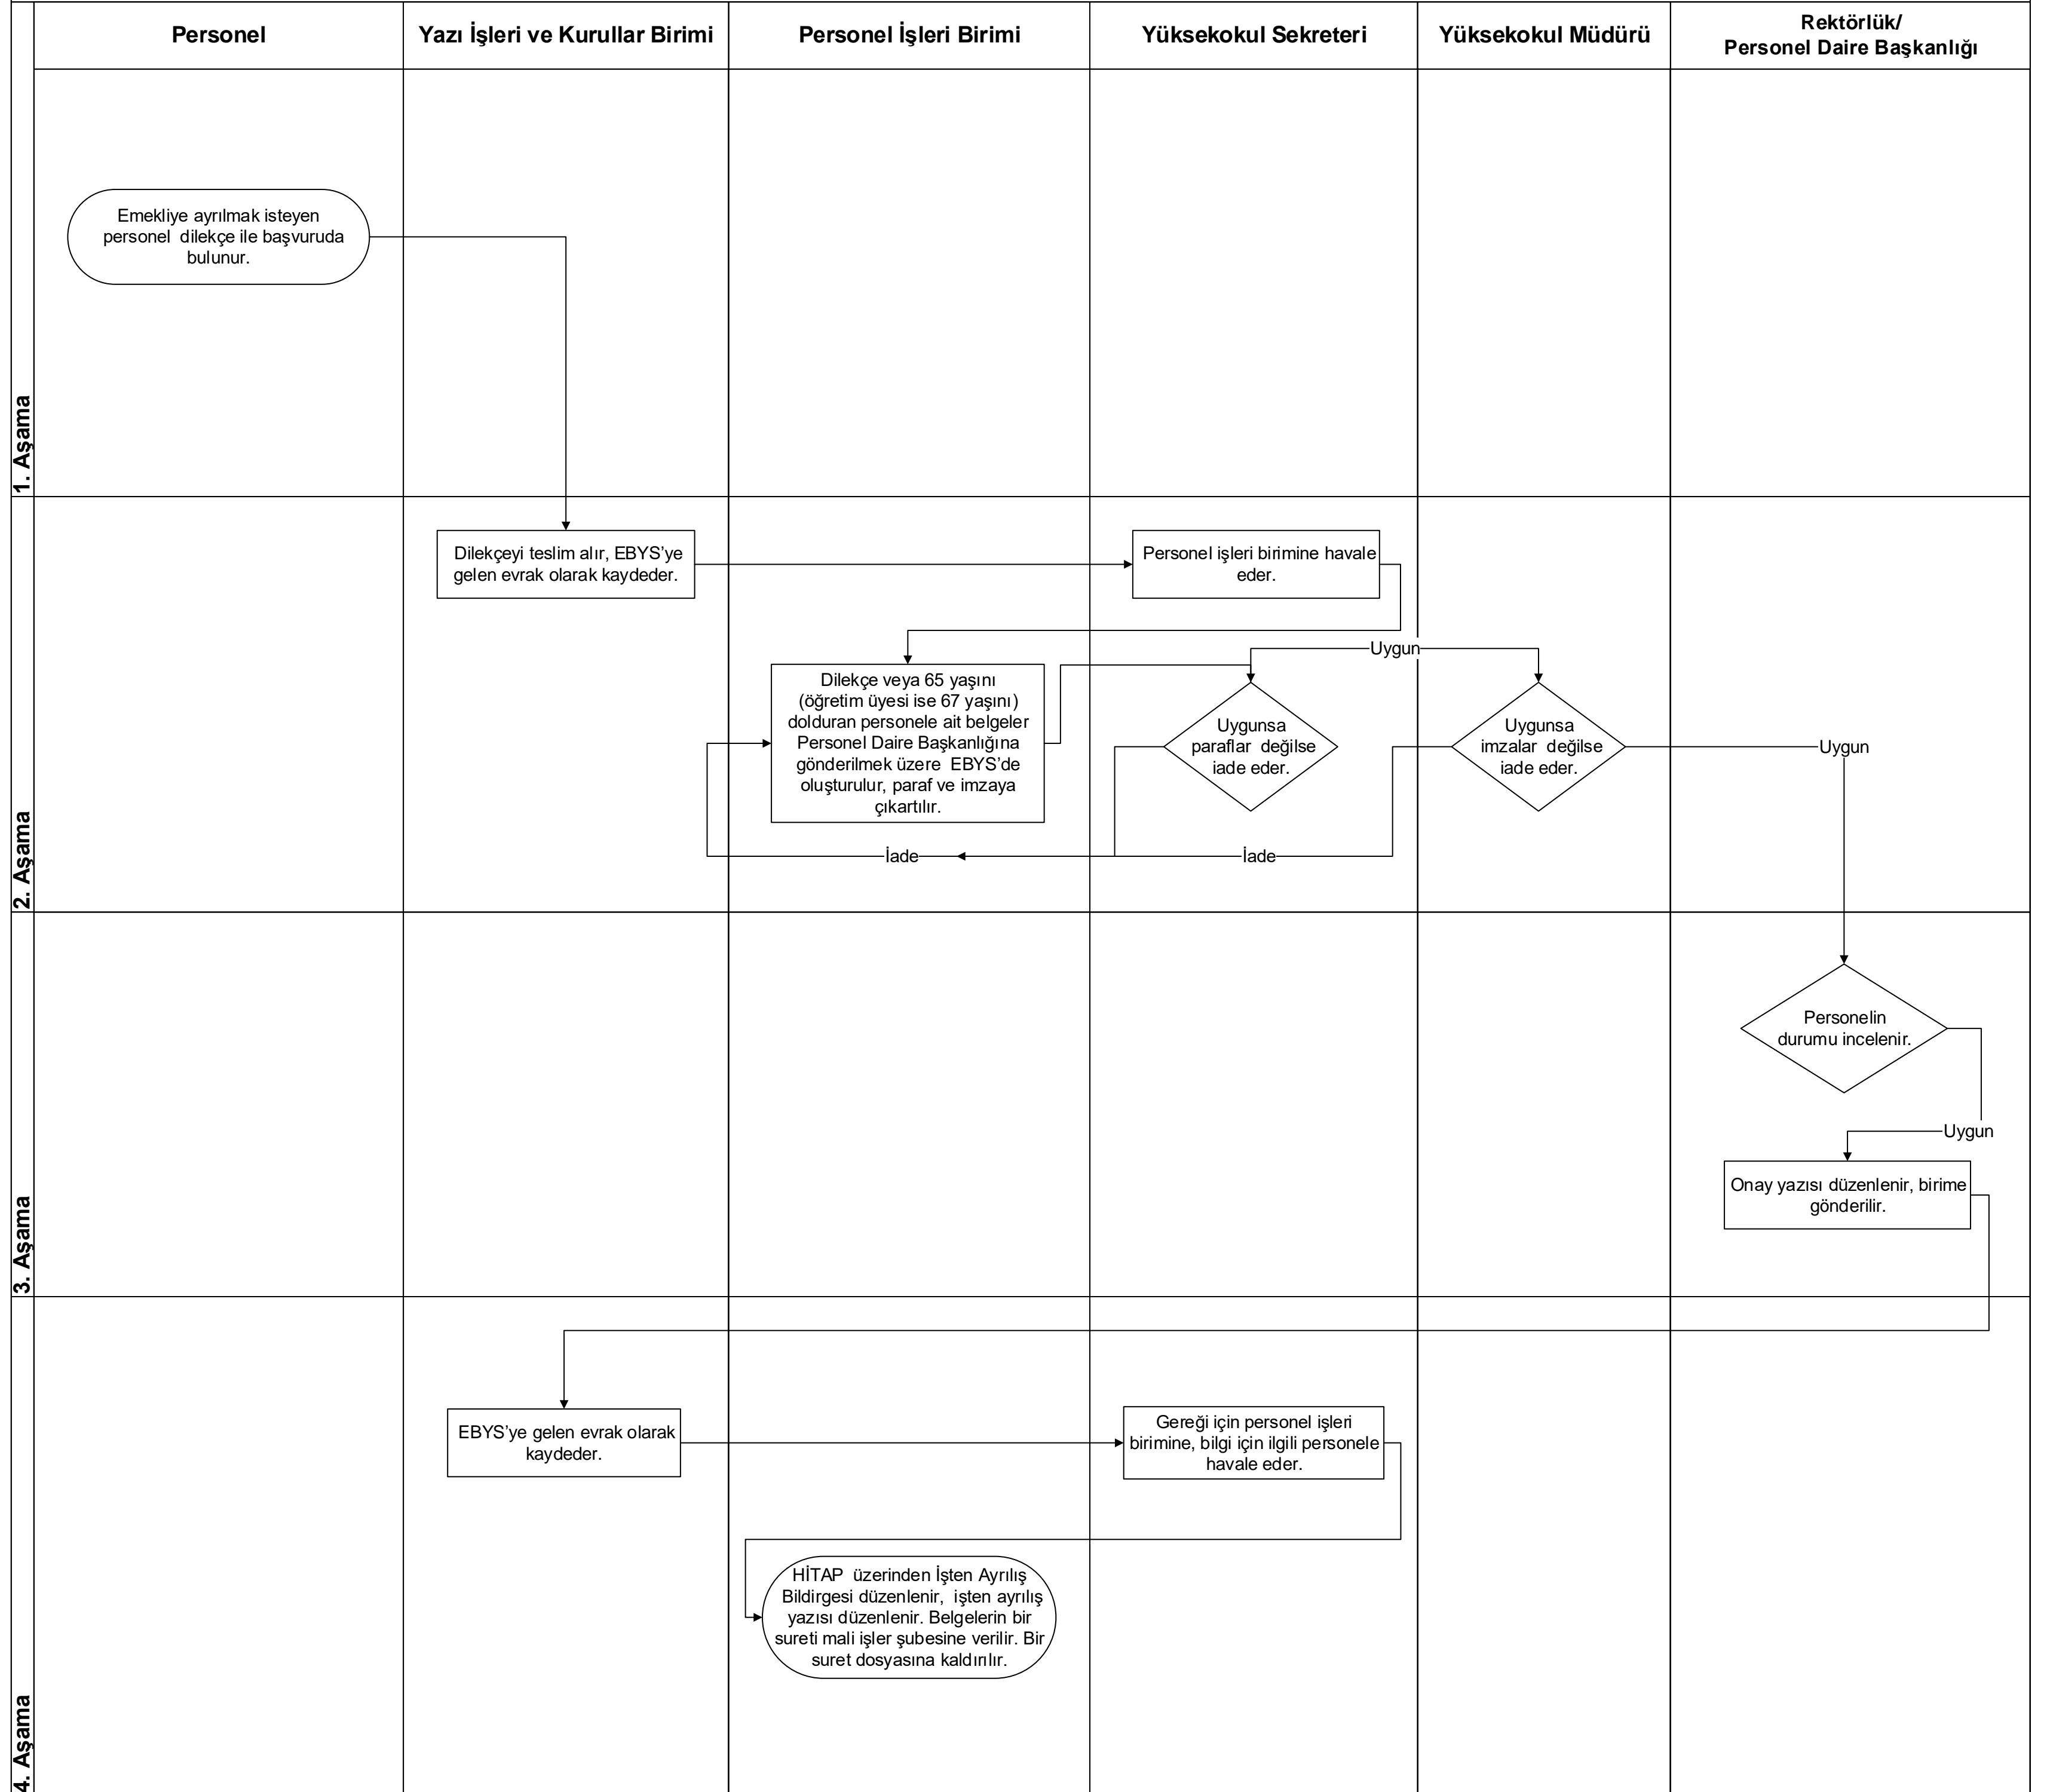 Personel
Yazı İşleri ve Kurullar Birimi
Personel İşleri Birimi
Yüksekokul Sekreteri
Yüksekokul Müdürü
Rektörlük/
Personel Daire Başkanlığı
1. Aşama
Emekliye ayrılmak isteyen
personel dilekçe ile başvuruda
bulunur.
2. Aşama
Dilekçeyi teslim alır, EBYS’ye
gelen evrak olarak kaydeder.
Personel işleri birimine havale
eder.
Uygun
Dilekçe veya 65 yaşını
(öğretim üyesi ise 67 yaşını)
dolduran personele ait belgeler
Personel Daire Başkanlığına
gönderilmek üzere EBYS’de
oluşturulur, paraf ve imzaya
çıkartılır.
Uygunsa
paraflar değilse
iade eder.
Uygunsa
imzalar değilse
iade eder.
Uygun
İade
İade
3. Aşama
Personelin
durumu incelenir.
Uygun
Onay yazısı düzenlenir, birime
gönderilir.
4. Aşama
EBYS’ye gelen evrak olarak
kaydeder.
Gereği için personel işleri
birimine, bilgi için ilgili personele
havale eder.
HİTAP üzerinden İşten Ayrılış
Bildirgesi düzenlenir, işten ayrılış
yazısı düzenlenir. Belgelerin bir
sureti mali işler şubesine verilir. Bir
suret dosyasına kaldırılır.